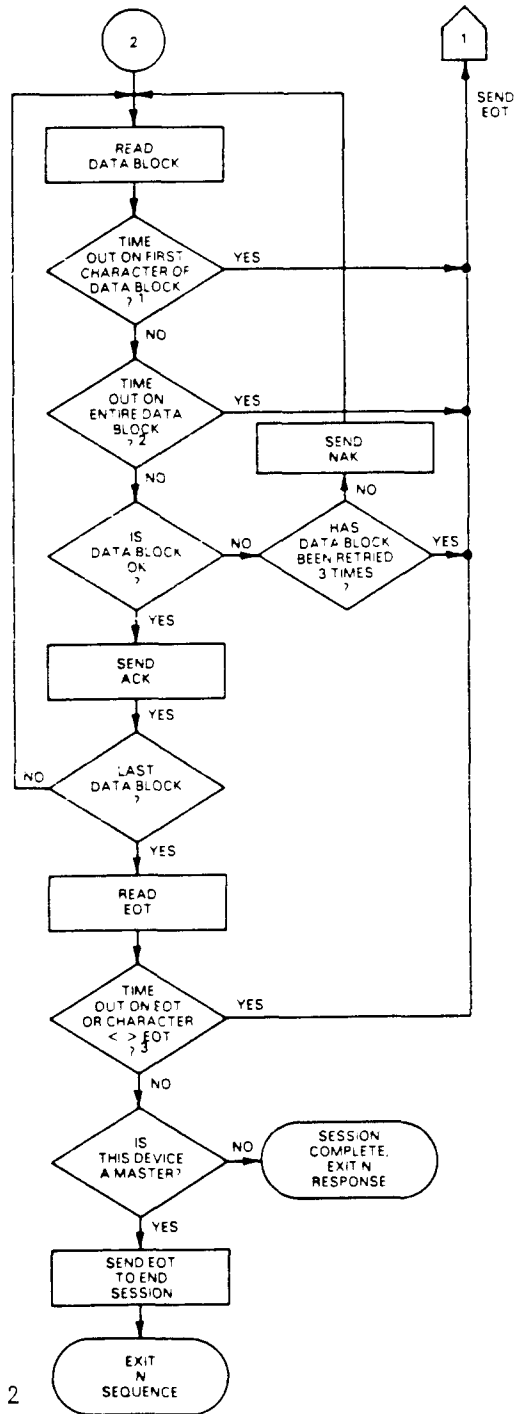 2
1
SEND
EOT
READ
DATA BLOCK
TIME
OUT ON FIRST
CHARACTER OF
DATA BLOCK
? 1
YES
NO
TIME
OUT ON
ENTIRE DATA
BLOCK
? 2
YES
NO
SEND
NAK
NO
IS
DATA BLOCK
OK
?
NO
HAS
DATA BLOCK
BEEN RETRIED
3 TIMES
?
YES
YES
SEND
ACK
YES
LAST
DATA BLOCK
?
NO
YES
READ
EOT
TIME
OUT ON EOT
OR CHARACTER
< > EOT
? 3
YES
NO
IS
THIS DEVICE
A MASTER?
NO
SESSION
COMPLETE,
EXIT N
RESPONSE
YES
SEND EOT
TO END
SESSION
EXIT
N
SEQUENCE
2